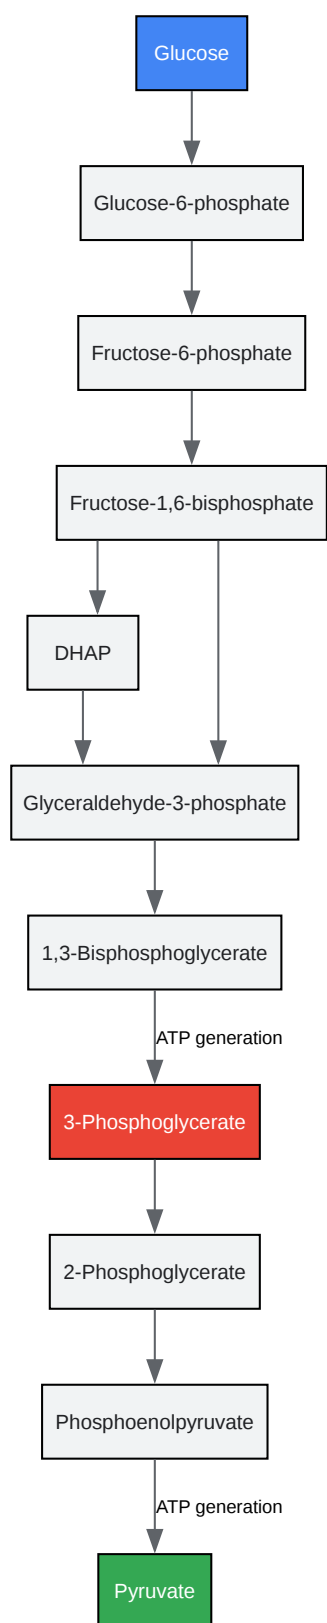 Glucose
Glucose-6-phosphate
Fructose-6-phosphate
Fructose-1,6-bisphosphate
DHAP
Glyceraldehyde-3-phosphate
1,3-Bisphosphoglycerate
ATP generation
3-Phosphoglycerate
2-Phosphoglycerate
Phosphoenolpyruvate
ATP generation
Pyruvate